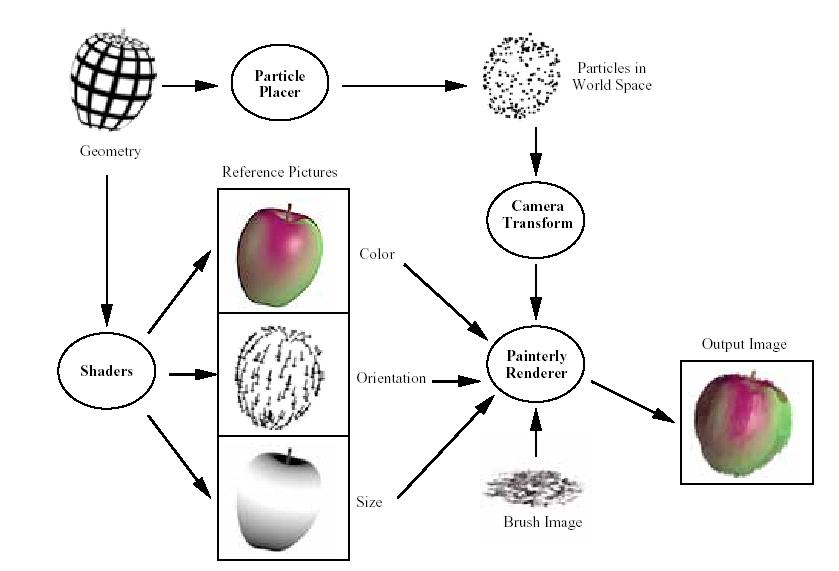 Particle
Placer
Particles in
World Space
Geometry
Reference Pictures
Camera
Transform
Color
Shaders
Orientation
Painterly
Renderer
Output Image
Size
Brush Image